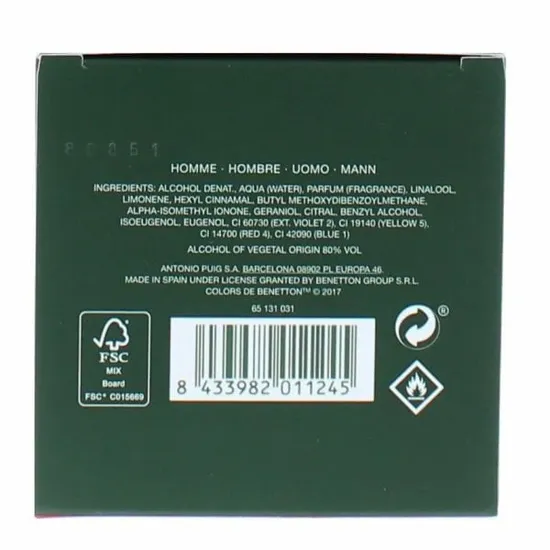 80051
HOMME · HOMBRE · UOMO · MANN
INGREDIENTS: ALCOHOL DENAT., AQUA (WATER), PARFUM (FRAGRANCE), LINALOOL,
LIMONENE, HEXYL CINNAMAL, BUTYL METHOXYDIBENZOYLMETHANE,
ALPHA-ISOMETHYL IONONE, GERANIOL, CITRAL, BENZYL ALCOHOL,
ISOEUGENOL, EUGENOL, CI 60730 (EXT. VIOLET 2), CI 19140 (YELLOW 5),
CI 14700 (RED 4), CI 42090 (BLUE 1)
ALCOHOL OF VEGETAL ORIGIN 80% VOL
ANTONIO PUIG S.A. BARCELONA 08902 PL EUROPA 46.
MADE IN SPAIN UNDER LICENSE GRANTED BY BENETTON GROUP S.R.L.
COLORS DE BENETTON™ © 2017
65 131 031
FSC
MIX
Board
FSC® C015669
8 433982 011245
®